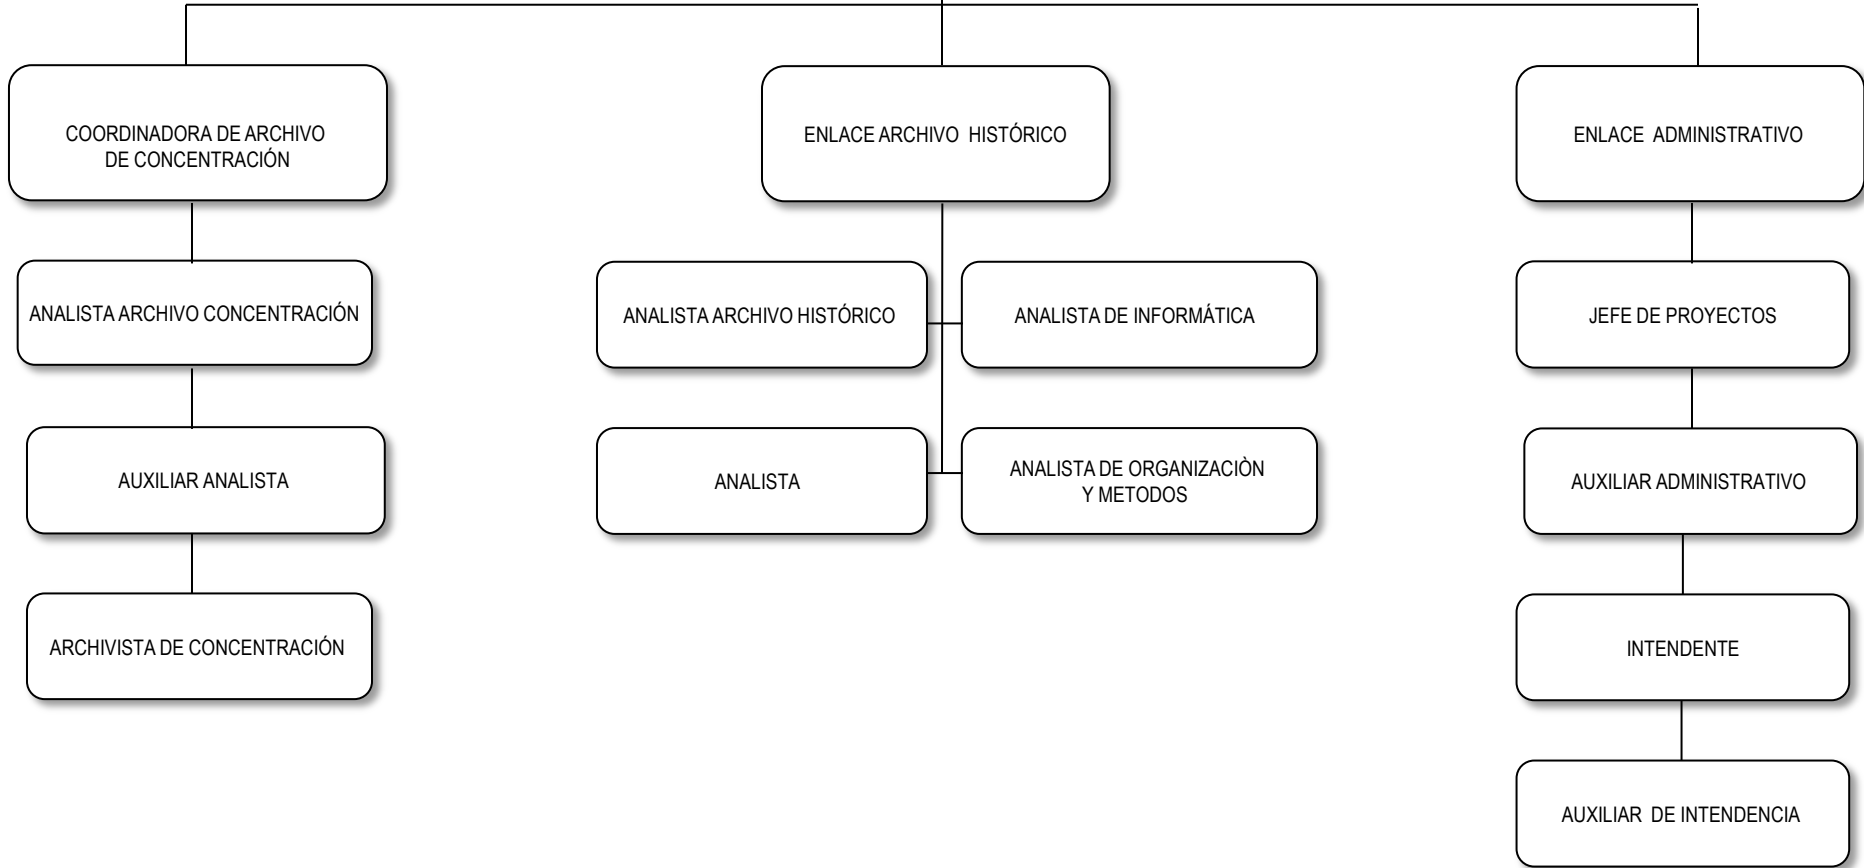 COORDINADORA DE ARCHIVO
DE CONCENTRACIÓN
ENLACE ARCHIVO HISTÓRICO
ENLACE ADMINISTRATIVO
ANALISTA ARCHIVO CONCENTRACIÓN
ANALISTA ARCHIVO HISTÓRICO
ANALISTA DE INFORMÁTICA
JEFE DE PROYECTOS
AUXILIAR ANALISTA
ANALISTA
ANALISTA DE ORGANIZACIÒN
Y METODOS
AUXILIAR ADMINISTRATIVO
ARCHIVISTA DE CONCENTRACIÓN
INTENDENTE
AUXILIAR DE INTENDENCIA